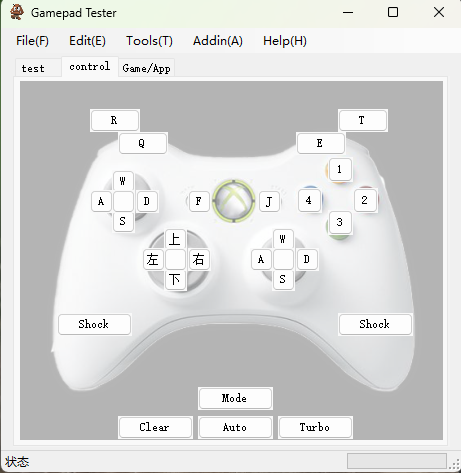 Gamepad Tester
File(F) Edit(E) Tools(T) Addin(A) Help(H)
test control Game/App
R T
Q E
1
W
A D F J 4 2
S 3
上 W
左 右 A D
下 S
Shock Shock
Mode
Clear Auto Turbo
状态